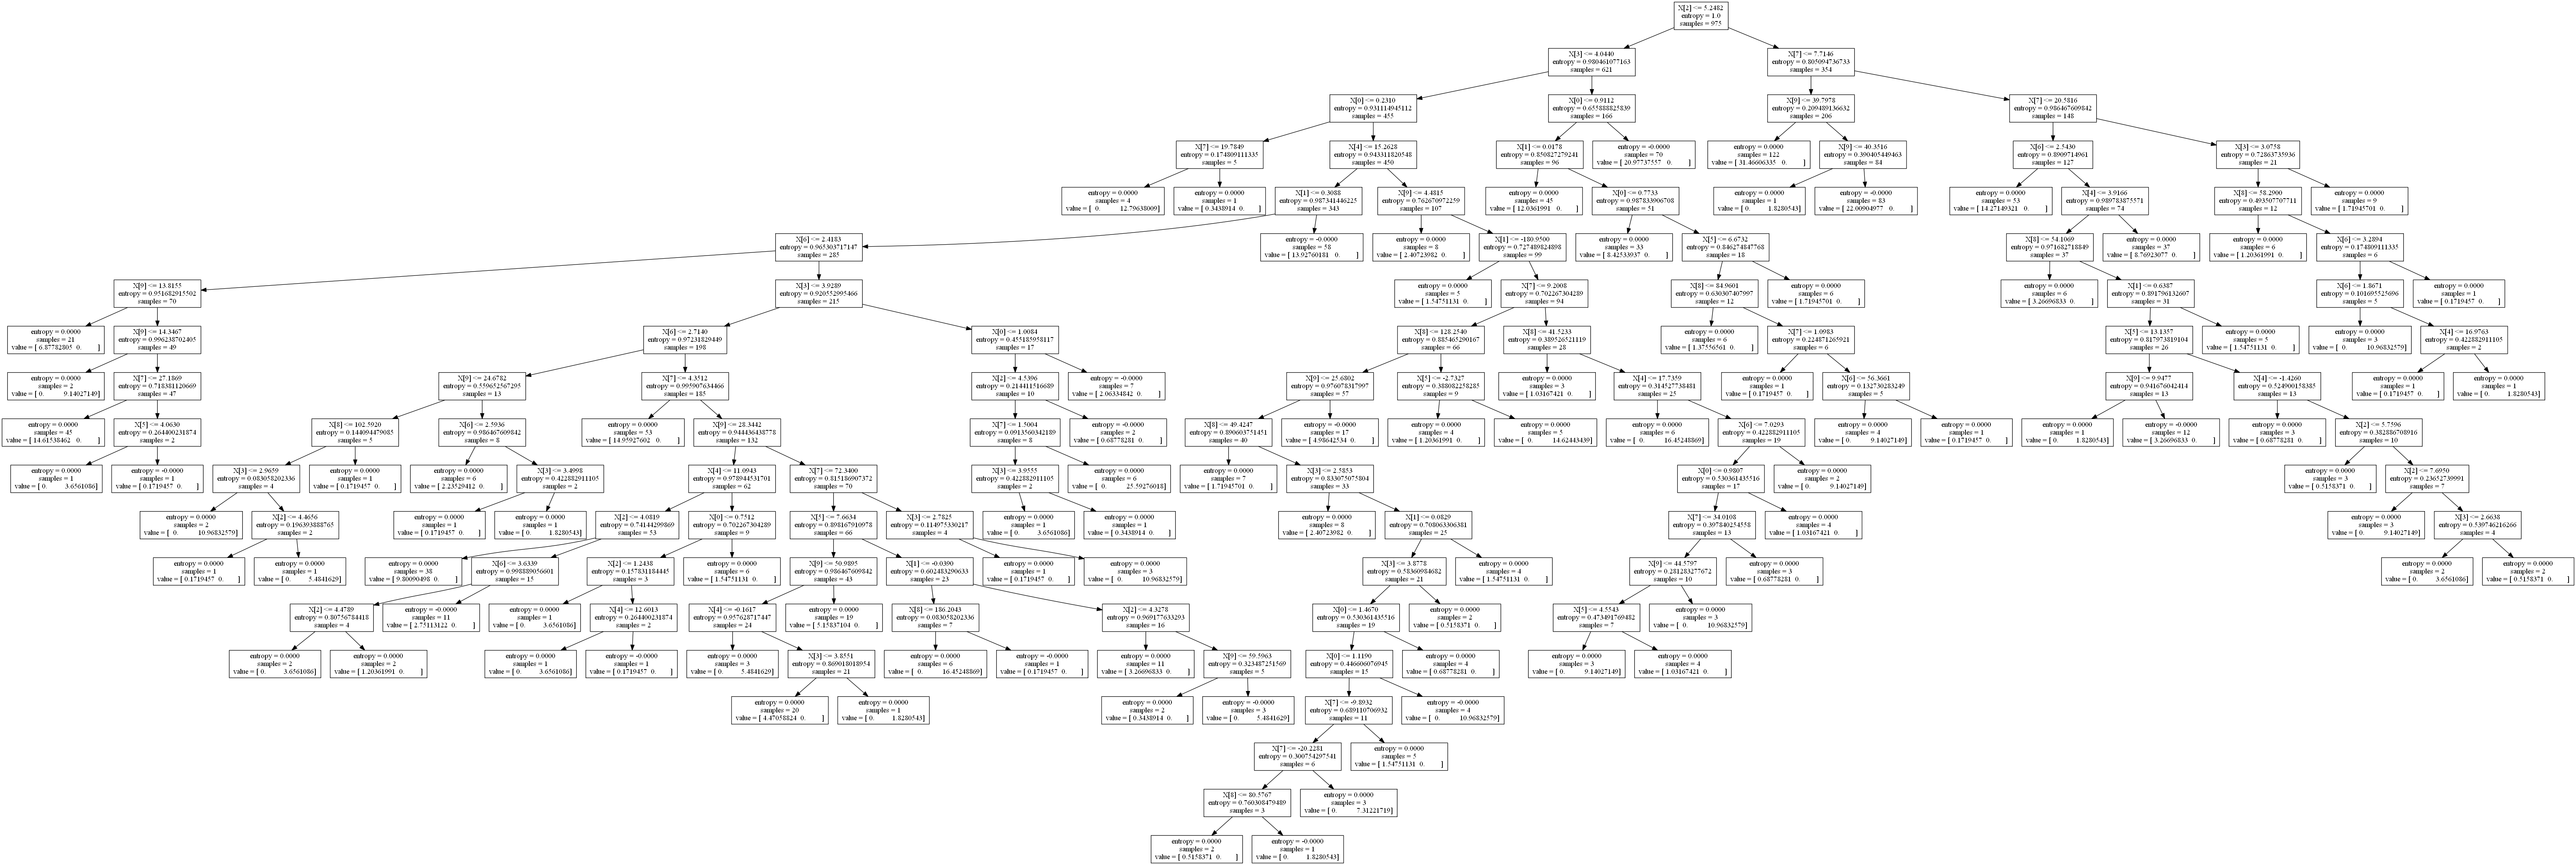 X[2] <= 5.2482
entropy = 1.0
samples = 975
X[3] <= 4.0440
entropy = 0.980461077163
samples = 621
X[7] <= 7.7146
entropy = 0.805094736733
samples = 354
X[0] <= 0.2310
entropy = 0.931114945112
samples = 455
X[0] <= 0.9112
entropy = 0.655888825839
samples = 166
X[9] <= 39.7978
entropy = 0.209489136632
samples = 206
X[7] <= 20.5816
entropy = 0.986467609842
samples = 148
X[7] <= 19.7849
entropy = 0.174809111335
samples = 5
X[4] <= 15.2628
entropy = 0.943311820548
samples = 450
X[1] <= 0.0178
entropy = 0.850827279241
samples = 96
entropy = -0.0000
samples = 70
value = [ 20.97737557 0. ]
entropy = 0.0000
samples = 122
value = [ 31.46606335 0. ]
X[9] <= 40.3516
entropy = 0.390405449463
samples = 84
X[6] <= 2.5430
entropy = 0.8909714961
samples = 127
X[3] <= 3.0758
entropy = 0.72863735936
samples = 21
entropy = 0.0000
samples = 4
value = [ 0. 12.79638009]
entropy = 0.0000
samples = 1
value = [ 0.3438914 0. ]
X[1] <= 0.3088
entropy = 0.987341446225
samples = 343
X[9] <= 4.4815
entropy = 0.762670972259
samples = 107
entropy = 0.0000
samples = 45
value = [ 12.0361991 0. ]
X[0] <= 0.7733
entropy = 0.987833906708
samples = 51
entropy = 0.0000
samples = 1
value = [ 0. 1.8280543]
entropy = -0.0000
samples = 83
value = [ 22.00904977 0. ]
entropy = 0.0000
samples = 53
value = [ 14.27149321 0. ]
X[4] <= 3.9166
entropy = 0.989783875571
samples = 74
X[8] <= 58.2900
entropy = 0.493507707711
samples = 12
entropy = 0.0000
samples = 9
value = [ 1.71945701 0. ]
X[6] <= 2.4183
entropy = 0.965303717147
samples = 285
entropy = -0.0000
samples = 58
value = [ 13.92760181 0. ]
entropy = 0.0000
samples = 8
value = [ 2.40723982 0. ]
X[1] <= -180.9500
entropy = 0.727489824898
samples = 99
entropy = 0.0000
samples = 33
value = [ 8.42533937 0. ]
X[5] <= 6.6732
entropy = 0.846274847768
samples = 18
X[8] <= 54.1069
entropy = 0.971682718849
samples = 37
entropy = 0.0000
samples = 37
value = [ 8.76923077 0. ]
entropy = 0.0000
samples = 6
value = [ 1.20361991 0. ]
X[6] <= 3.2894
entropy = 0.174809111335
samples = 6
X[9] <= 13.8155
entropy = 0.951682915502
samples = 70
X[3] <= 3.9289
entropy = 0.920552995466
samples = 215
entropy = 0.0000
samples = 5
value = [ 1.54751131 0. ]
X[7] <= 9.2008
entropy = 0.702267304289
samples = 94
X[8] <= 84.9601
entropy = 0.630307407997
samples = 12
entropy = -0.0000
samples = 6
value = [ 1.71945701 0. ]
entropy = 0.0000
samples = 6
value = [ 3.26696833 0. ]
X[1] <= 0.6387
entropy = 0.891796132607
samples = 31
X[6] <= 1.8671
entropy = 0.101695525696
samples = 5
entropy = 0.0000
samples = 1
value = [ 0.1719457 0. ]
entropy = 0.0000
samples = 21
value = [ 6.87782805 0. ]
X[9] <= 14.3467
entropy = 0.996238702405
samples = 49
X[6] <= 2.7140
entropy = 0.97231829449
samples = 198
X[0] <= 1.0084
entropy = 0.455185958117
samples = 17
X[8] <= 128.2540
entropy = 0.885465290167
samples = 66
X[8] <= 41.5233
entropy = 0.389526521119
samples = 28
entropy = 0.0000
samples = 6
value = [ 1.37556561 0. ]
X[7] <= 1.0983
entropy = 0.224871265921
samples = 6
X[5] <= 13.1357
entropy = 0.817973819104
samples = 26
entropy = 0.0000
samples = 5
value = [ 1.54751131 0. ]
entropy = 0.0000
samples = 3
value = [ 0. 10.96832579]
X[4] <= 16.9763
entropy = 0.422882911105
samples = 2
entropy = 0.0000
samples = 2
value = [ 0. 9.14027149]
X[7] <= 27.1869
entropy = 0.718381120669
samples = 47
X[9] <= 24.6782
entropy = 0.559652567295
samples = 13
X[7] <= 4.3512
entropy = 0.995907634466
samples = 185
X[2] <= 4.5396
entropy = 0.214411516689
samples = 10
entropy = -0.0000
samples = 7
value = [ 2.06334842 0. ]
X[9] <= 25.6802
entropy = 0.976078317997
samples = 57
X[5] <= -2.7327
entropy = 0.388082258285
samples = 9
entropy = 0.0000
samples = 3
value = [ 1.03167421 0. ]
X[4] <= 17.7359
entropy = 0.314527738481
samples = 25
entropy = 0.0000
samples = 1
value = [ 0.1719457 0. ]
X[6] <= 56.3661
entropy = 0.132730283249
samples = 5
X[9] <= 9.9477
entropy = 0.941676042414
samples = 13
X[4] <= -1.4260
entropy = 0.524900158385
samples = 13
entropy = 0.0000
samples = 1
value = [ 0.1719457 0. ]
entropy = 0.0000
samples = 1
value = [ 0. 1.8280543]
entropy = 0.0000
samples = 45
value = [ 14.61538462 0. ]
X[5] <= 4.0630
entropy = 0.264400231874
samples = 2
X[8] <= 102.5920
entropy = 0.144094479085
samples = 5
X[6] <= 2.5936
entropy = 0.986467609842
samples = 8
entropy = 0.0000
samples = 53
value = [ 14.95927602 0. ]
X[9] <= 28.3442
entropy = 0.944436438778
samples = 132
X[7] <= 1.5004
entropy = 0.0913560342189
samples = 8
entropy = -0.0000
samples = 2
value = [ 0.68778281 0. ]
X[8] <= 49.4247
entropy = 0.890603751451
samples = 40
entropy = -0.0000
samples = 17
value = [ 4.98642534 0. ]
entropy = 0.0000
samples = 4
value = [ 1.20361991 0. ]
entropy = 0.0000
samples = 5
value = [ 0. 14.62443439]
entropy = 0.0000
samples = 6
value = [ 0. 16.45248869]
X[6] <= 7.0293
entropy = 0.422882911105
samples = 19
entropy = 0.0000
samples = 4
value = [ 0. 9.14027149]
entropy = 0.0000
samples = 1
value = [ 0.1719457 0. ]
entropy = 0.0000
samples = 1
value = [ 0. 1.8280543]
entropy = -0.0000
samples = 12
value = [ 3.26696833 0. ]
entropy = 0.0000
samples = 3
value = [ 0.68778281 0. ]
X[2] <= 5.7596
entropy = 0.382886708916
samples = 10
entropy = 0.0000
samples = 1
value = [ 0. 3.6561086]
entropy = -0.0000
samples = 1
value = [ 0.1719457 0. ]
X[3] <= 2.9659
entropy = 0.083058202336
samples = 4
entropy = 0.0000
samples = 1
value = [ 0.1719457 0. ]
entropy = 0.0000
samples = 6
value = [ 2.23529412 0. ]
X[3] <= 3.4998
entropy = 0.422882911105
samples = 2
X[4] <= 11.0943
entropy = 0.978944531701
samples = 62
X[7] <= 72.3400
entropy = 0.815186907372
samples = 70
X[3] <= 3.9555
entropy = 0.422882911105
samples = 2
entropy = 0.0000
samples = 6
value = [ 0. 25.59276018]
entropy = 0.0000
samples = 7
value = [ 1.71945701 0. ]
X[3] <= 2.5853
entropy = 0.833075075804
samples = 33
X[0] <= 0.9807
entropy = 0.530361435516
samples = 17
entropy = 0.0000
samples = 2
value = [ 0. 9.14027149]
entropy = 0.0000
samples = 3
value = [ 0.5158371 0. ]
X[2] <= 7.6950
entropy = 0.23652739991
samples = 7
entropy = 0.0000
samples = 2
value = [ 0. 10.96832579]
X[2] <= 4.4656
entropy = 0.196393888765
samples = 2
entropy = 0.0000
samples = 1
value = [ 0.1719457 0. ]
entropy = 0.0000
samples = 1
value = [ 0. 1.8280543]
X[2] <= 4.0819
entropy = 0.74144299869
samples = 53
X[0] <= 0.7512
entropy = 0.702267304289
samples = 9
X[5] <= 7.6634
entropy = 0.898167910978
samples = 66
X[3] <= 2.7825
entropy = 0.114975330217
samples = 4
entropy = 0.0000
samples = 1
value = [ 0. 3.6561086]
entropy = 0.0000
samples = 1
value = [ 0.3438914 0. ]
entropy = 0.0000
samples = 8
value = [ 2.40723982 0. ]
X[1] <= 0.0829
entropy = 0.708063306381
samples = 25
X[7] <= 34.0108
entropy = 0.397840254558
samples = 13
entropy = 0.0000
samples = 4
value = [ 1.03167421 0. ]
entropy = 0.0000
samples = 3
value = [ 0. 9.14027149]
X[3] <= 2.6638
entropy = 0.539746216266
samples = 4
entropy = 0.0000
samples = 1
value = [ 0.1719457 0. ]
entropy = 0.0000
samples = 1
value = [ 0. 5.4841629]
entropy = 0.0000
samples = 38
value = [ 9.80090498 0. ]
X[6] <= 3.6339
entropy = 0.998889056601
samples = 15
X[2] <= 1.2438
entropy = 0.157831184445
samples = 3
entropy = 0.0000
samples = 6
value = [ 1.54751131 0. ]
X[9] <= 50.9895
entropy = 0.986467609842
samples = 43
X[1] <= -0.0390
entropy = 0.602483290633
samples = 23
entropy = 0.0000
samples = 1
value = [ 0.1719457 0. ]
entropy = 0.0000
samples = 3
value = [ 0. 10.96832579]
X[3] <= 3.8778
entropy = 0.58360984682
samples = 21
entropy = 0.0000
samples = 4
value = [ 1.54751131 0. ]
X[9] <= 44.5797
entropy = 0.281283277672
samples = 10
entropy = 0.0000
samples = 3
value = [ 0.68778281 0. ]
entropy = 0.0000
samples = 2
value = [ 0. 3.6561086]
entropy = 0.0000
samples = 2
value = [ 0.5158371 0. ]
X[2] <= 4.4789
entropy = 0.80756784418
samples = 4
entropy = -0.0000
samples = 11
value = [ 2.75113122 0. ]
entropy = 0.0000
samples = 1
value = [ 0. 3.6561086]
X[4] <= 12.6013
entropy = 0.264400231874
samples = 2
X[4] <= -0.1617
entropy = 0.957628717447
samples = 24
entropy = 0.0000
samples = 19
value = [ 5.15837104 0. ]
X[8] <= 186.2043
entropy = 0.083058202336
samples = 7
X[2] <= 4.3278
entropy = 0.969177633293
samples = 16
X[0] <= 1.4670
entropy = 0.530361435516
samples = 19
entropy = 0.0000
samples = 2
value = [ 0.5158371 0. ]
X[5] <= 4.5543
entropy = 0.473491769482
samples = 7
entropy = 0.0000
samples = 3
value = [ 0. 10.96832579]
entropy = 0.0000
samples = 2
value = [ 0. 3.6561086]
entropy = 0.0000
samples = 2
value = [ 1.20361991 0. ]
entropy = 0.0000
samples = 1
value = [ 0. 3.6561086]
entropy = -0.0000
samples = 1
value = [ 0.1719457 0. ]
entropy = 0.0000
samples = 3
value = [ 0. 5.4841629]
X[3] <= 3.8551
entropy = 0.869018018954
samples = 21
entropy = 0.0000
samples = 6
value = [ 0. 16.45248869]
entropy = -0.0000
samples = 1
value = [ 0.1719457 0. ]
entropy = 0.0000
samples = 11
value = [ 3.26696833 0. ]
X[9] <= 59.5963
entropy = 0.323487251569
samples = 5
X[0] <= 1.1190
entropy = 0.446606076945
samples = 15
entropy = 0.0000
samples = 4
value = [ 0.68778281 0. ]
entropy = 0.0000
samples = 3
value = [ 0. 9.14027149]
entropy = 0.0000
samples = 4
value = [ 1.03167421 0. ]
entropy = 0.0000
samples = 20
value = [ 4.47058824 0. ]
entropy = 0.0000
samples = 1
value = [ 0. 1.8280543]
entropy = 0.0000
samples = 2
value = [ 0.3438914 0. ]
entropy = -0.0000
samples = 3
value = [ 0. 5.4841629]
X[7] <= -9.8932
entropy = 0.689110706932
samples = 11
entropy = -0.0000
samples = 4
value = [ 0. 10.96832579]
X[7] <= -20.2281
entropy = 0.300754297541
samples = 6
entropy = 0.0000
samples = 5
value = [ 1.54751131 0. ]
X[8] <= 80.5767
entropy = 0.760308479489
samples = 3
entropy = 0.0000
samples = 3
value = [ 0. 7.31221719]
entropy = 0.0000
samples = 2
value = [ 0.5158371 0. ]
entropy = -0.0000
samples = 1
value = [ 0. 1.8280543]